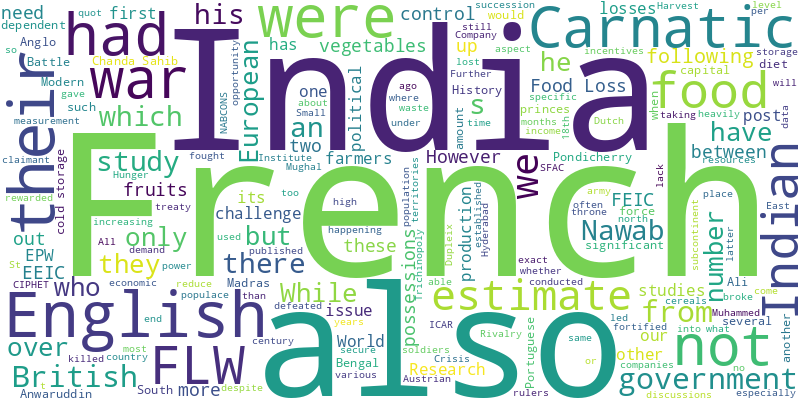 need
dependent
so
quot
for
first
up
Anglo
Battle
had
war
Chanda Sahib
his
has
were
vegetables
control
succession
Company
still
would
losses
Harvest
level
per
Carnatic
European
opportunity
India
he
aspect
lost
Further
History
incentives
following
storage
diet
food
capital
specific
princes
will
their
Modern
gave
such
which
NABCONS
one
ago
about
Small
where
waste
political
an
two
under
s
amount
time
Food Loss
Dutch
months
income
18th
heavily
when
taking
post
data
have
between
another
Indian
measurement
claimant
rewarded
cold storage
study
fought
Institute
Mughal
farmers
However
we
Pondicherry
SFAC
lack
resources
Hunger
treaty
fruits
its
too
challenge
high
population
territories
production
established
Hyderabad
army
often
throne
north
FEIC
force
significant
subcontinent
place
East
latter
French
increasing
All
demand
out
only
used
but
happening
published
these
possessions
Trichinopoly
Dupleix
able
Nawab
exact
whether
conducted
number
Ali
broke
Muhammed
come
EPW
EEIC
CIPHET
they
power
economic
reduce
there
Madras
than
defeated
While
issue
years
estimate
studies
cereals
from
into
what
several
St
who
populace
English
also
World
secure
Bengal
various
ICAR
soldiers
Crisis
Austrian
Research
Rivalry
Portuguese
led
fortified
same
our
other
companies
or
rulers
not
no
over
end
most
country
killed
t
British
South
FLW
century
more
despite
Anwaruddin
government
discussions
especially